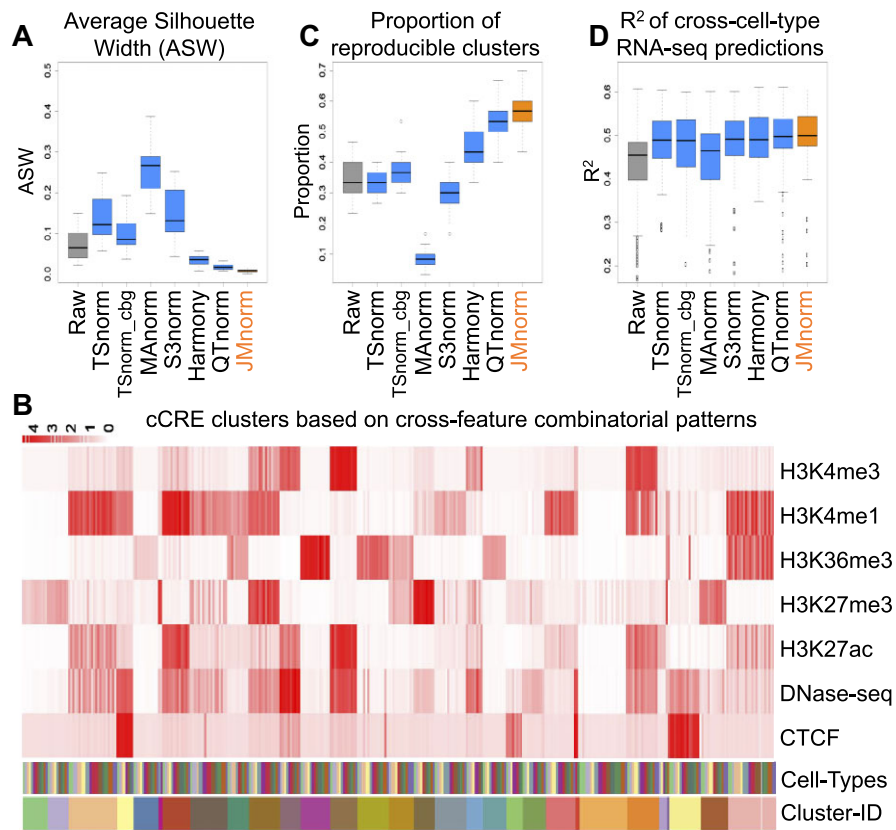 A
Average Silhouette
Width (ASW)
0.5
0.4
0.3
0.2
0.1
0.0
ASW
Raw
TSnorm
TSnorm_cbg
MAnorm
S3norm
Harmony
QTnorm
JMnorm
C
Proportion of
reproducible clusters
0.7
0.6
0.5
0.4
0.3
0.2
0.1
Proportion
Raw
TSnorm
TSnorm_cbg
MAnorm
S3norm
Harmony
QTnorm
JMnorm
D
R² of cross-cell-type
RNA-seq predictions
0.6
0.5
0.4
0.3
0.2
R²
Raw
TSnorm
TSnorm_cbg
MAnorm
S3norm
Harmony
QTnorm
JMnorm
B
cCRE clusters based on cross-feature combinatorial patterns
4 3 2 1 0
H3K4me3
H3K4me1
H3K36me3
H3K27me3
H3K27ac
DNase-seq
CTCF
Cell-Types
Cluster-ID